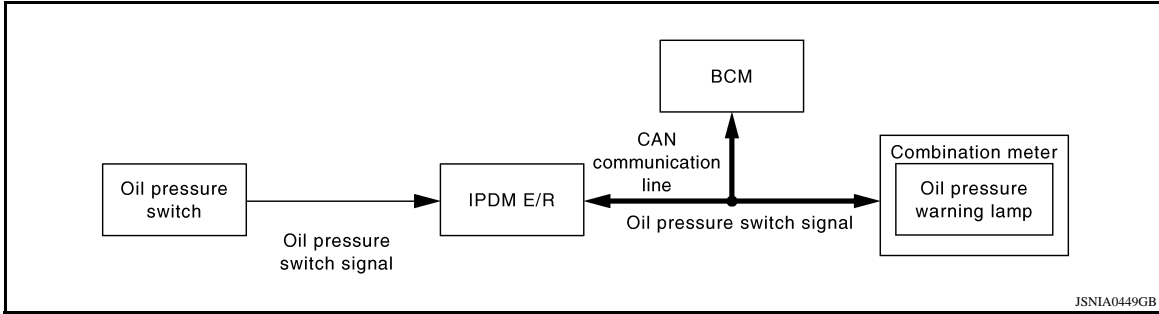 BCM
CAN
communication
line
Combination meter
Oil pressure
switch
IPDM E/R
Oil pressure
warning lamp
Oil pressure switch signal
Oil pressure
switch signal
JSNIA0449GB